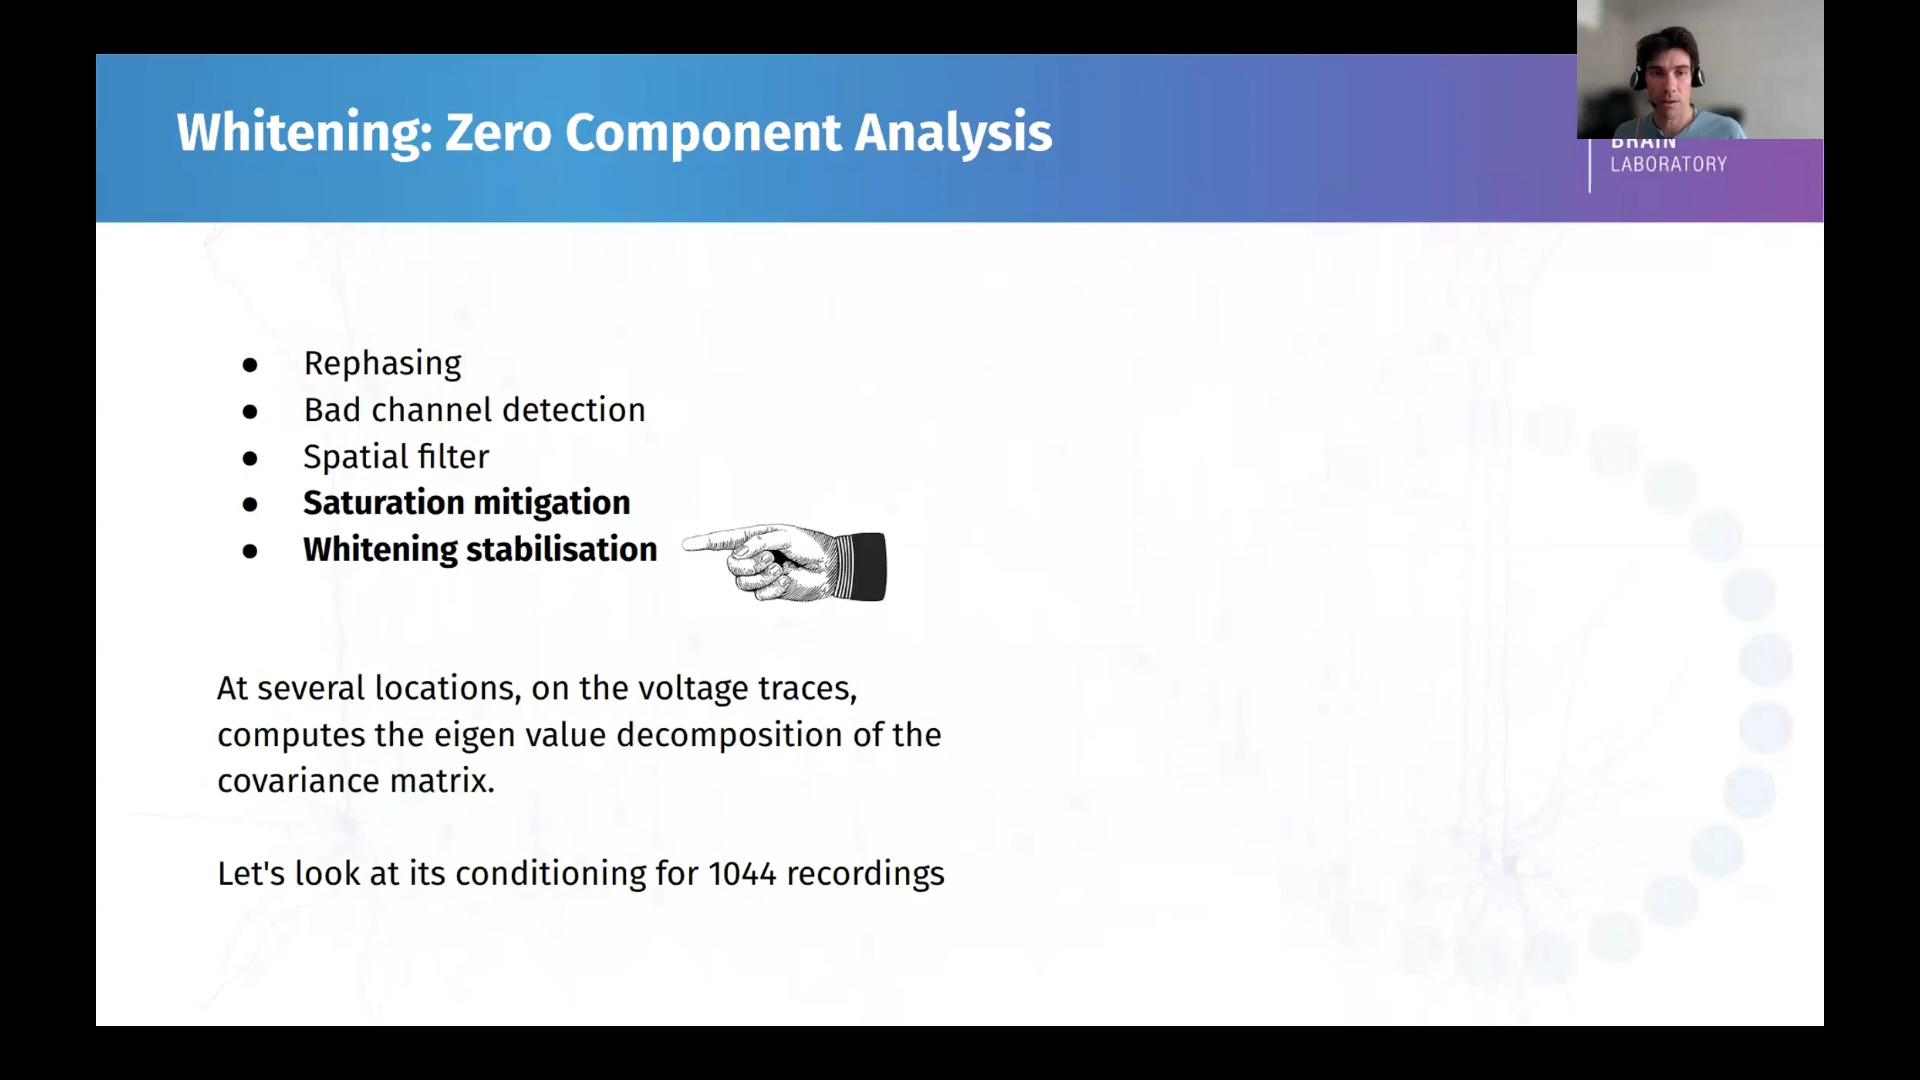 Whitening: Zero Component Analysis
BRAIN
LABORATORY
● Rephasing
● Bad channel detection
● Spatial filter
● Saturation mitigation
● Whitening stabilisation
At several locations, on the voltage traces,
computes the eigen value decomposition of the
covariance matrix.
Let's look at its conditioning for 1044 recordings